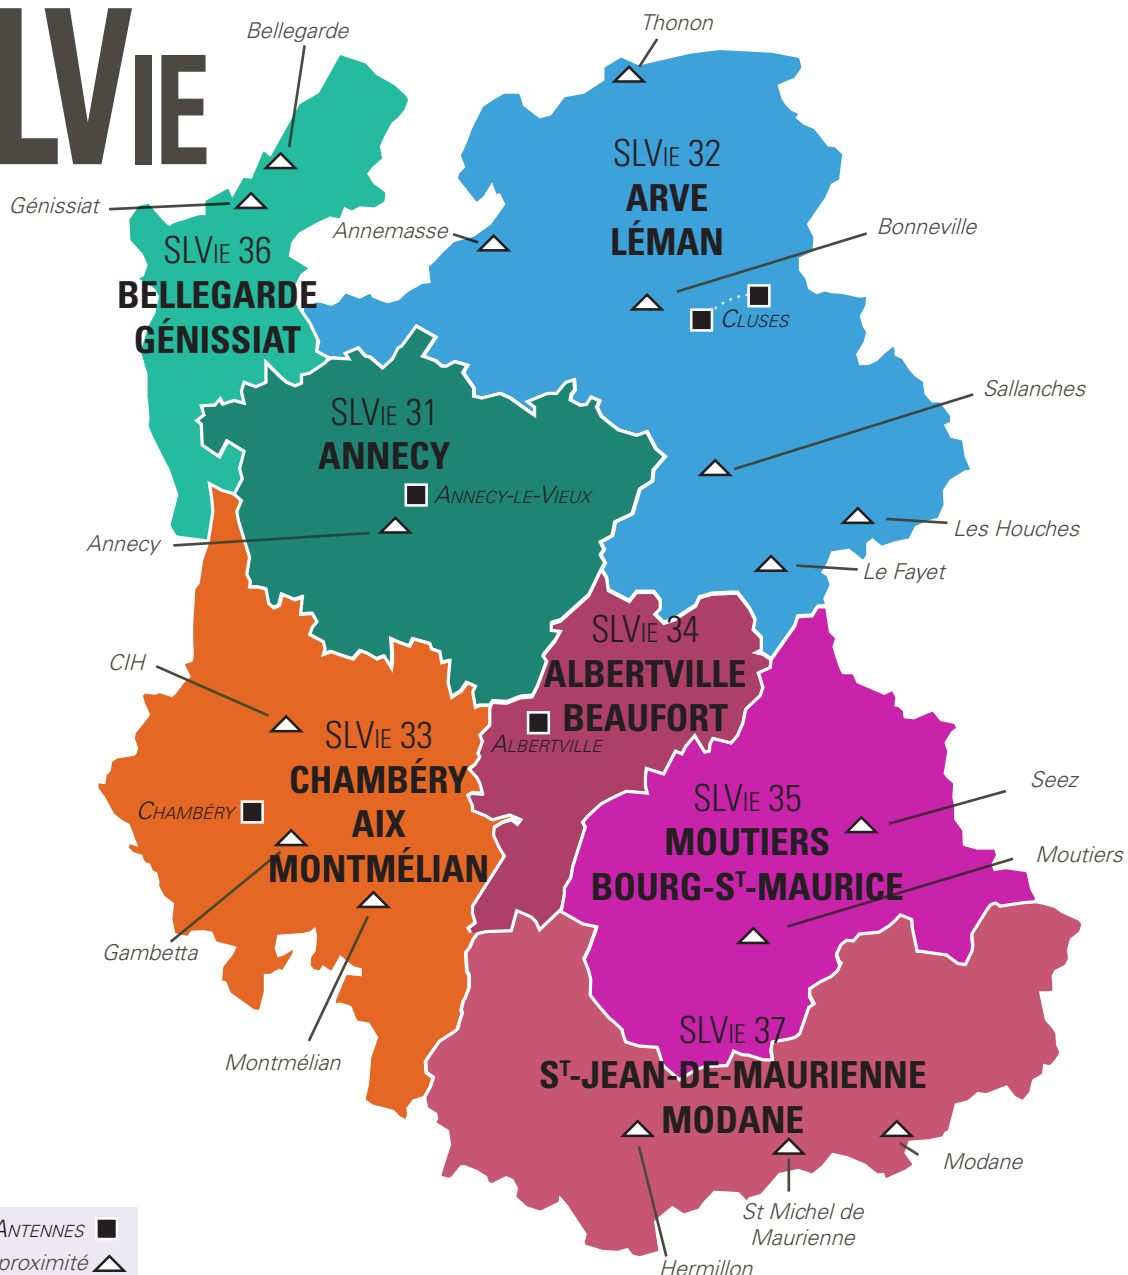 LVIE
Bellegarde
Thonon
Génissiat
Annemasse
SLVIE 32
ARVE
LÉMAN
Bonneville
SLVIE 36
BELLEGARDE
GÉNISSIAT
CLUSES
Sallanches
SLVIE 31
ANNECY
ANNECY-LE-VIEUX
Annecy
Les Houches
Le Fayet
SLVIE 34
ALBERTVILLE
BEAUFORT
ALBERTVILLE
CIH
SLVIE 33
CHAMBÉRY
AIX
MONTMÉLIAN
CHAMBÉRY
SLVIE 35
MOUTIERS
BOURG-ST-MAURICE
Seez
Moutiers
Gambetta
Montmélian
SLVIE 37
ST-JEAN-DE-MAURIENNE
MODANE
Modane
St Michel de
Maurienne
Hermillon
ANTENNES
proximité